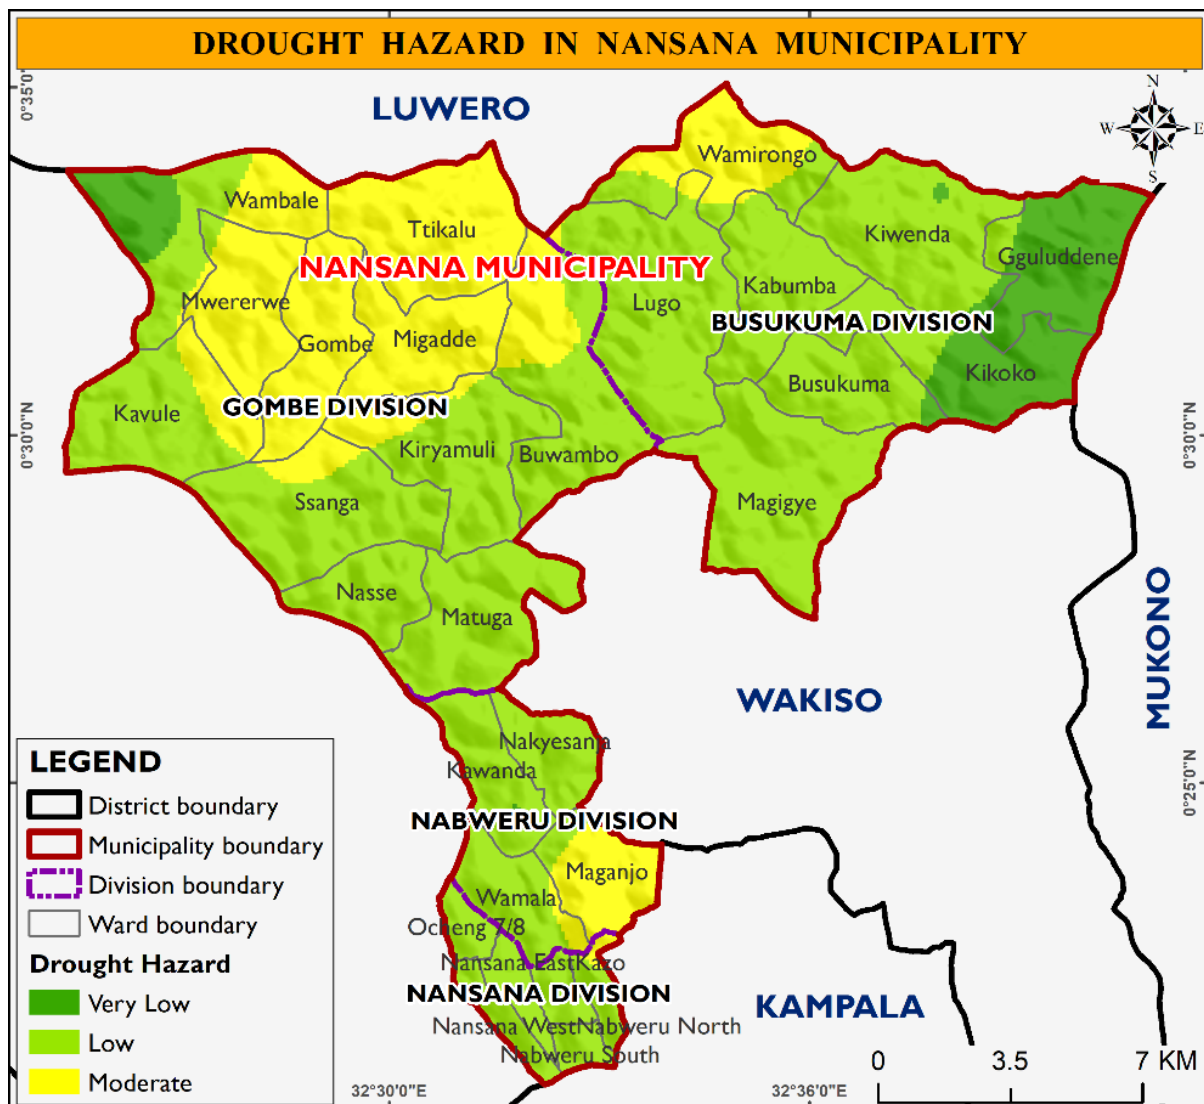 DROUGHT HAZARD IN NANSANA MUNICIPALITY
0°35'0"N
LUWERO
N
W E
S
Wamirongo
Wambale
Ttikalu
Kiwenda
Gguluddene
NANSANA MUNICIPALITY
Kabumba
Mwererwe
Lugo
BUSUKUMA DIVISION
Gombe
Migadde
Kikoko
Busukuma
Kavule
GOMBE DIVISION
0°30'0"N
0°30'0"N
Kiryamuli
Buwambo
Ssanga
Magigye
Nasse
Matuga
MUKONO
WAKISO
Nakyesanja
Kawanda
0°25'0"N
NABWERU DIVISION
Maganjo
Wamala
Ocheng 7/8
Nansana East
Kazo
NANSANA DIVISION
KAMPALA
Nansana West
Nabweru North
Nabweru South
LEGEND
District boundary
Municipality boundary
Division boundary
Ward boundary
Drought Hazard
Very Low
Low
Moderate
32°30'0"E
32°36'0"E
0 3.5 7 KM